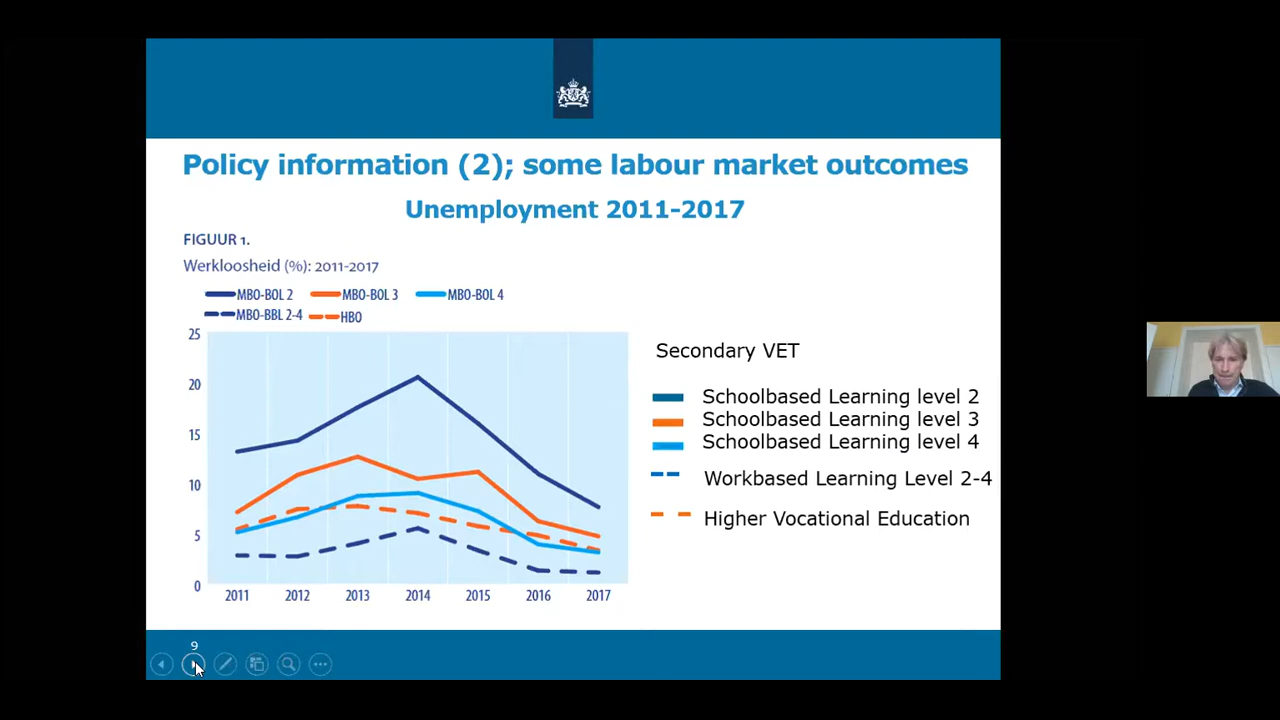 Policy information (2); some labour market outcomes
Unemployment 2011-2017
FIGUUR 1.
Werkloosheid (%): 2011-2017
MBO-BOL 2 MBO-BOL 3 MBO-BOL 4
MBO-BBL 2-4 HBO
25
20
15
10
5
0
2011 2012 2013 2014 2015 2016 2017
Secondary VET
Schoolbased Learning level 2
Schoolbased Learning level 3
Schoolbased Learning level 4
Workbased Learning Level 2-4
Higher Vocational Education
9